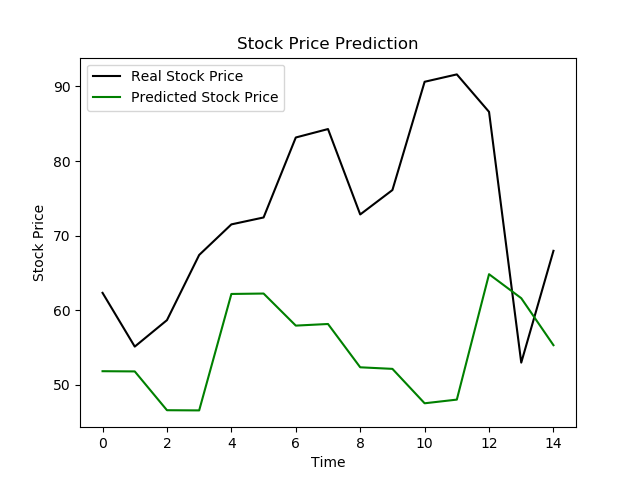 Stock Price Prediction
Real Stock Price
Predicted Stock Price
Stock Price
90
80
70
60
50
0 2 4 6 8 10 12 14
Time